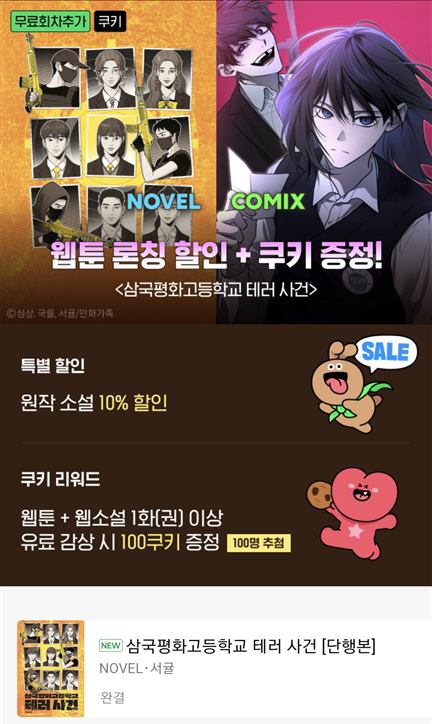 무료회차추가 쿠키
NOVEL COMIX
웹툰 론칭 할인 + 쿠키 증정!
<삼국평화고등학교 테러 사건>
©심상, 국룰, 서귤/만화가족
특별 할인
SALE
원작 소설 10% 할인
쿠키 리워드
웹툰 + 웹소설 1화(권) 이상
유료 감상 시 100쿠키 증정 100명 추첨
삼국평화고등학교
테러 사건
NEW 삼국평화고등학교 테러 사건 [단행본]
NOVEL·서귤
완결